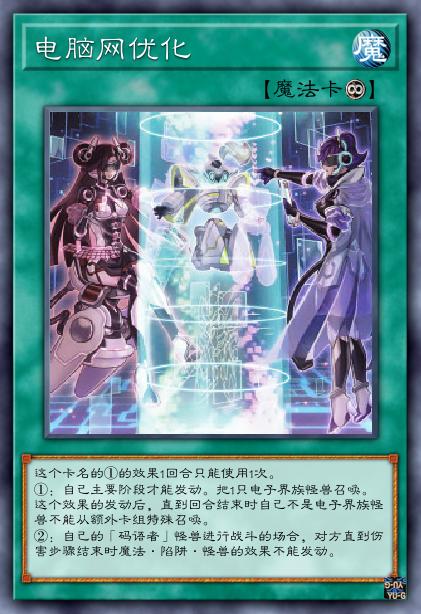 电脑网优化
魔
【魔法卡♾】
这个卡名的①的效果1回合只能使用1次。
①：自己主要阶段才能发动。把1只电子界族怪兽召唤。
这个效果的发动后，直到回合结束时自己不是电子界族怪兽
不能从额外卡组特殊召唤。
②：自己的「码语者」怪兽进行战斗的场合，对方直到伤
害步骤结束时魔法·陷阱·怪兽的效果不能发动。